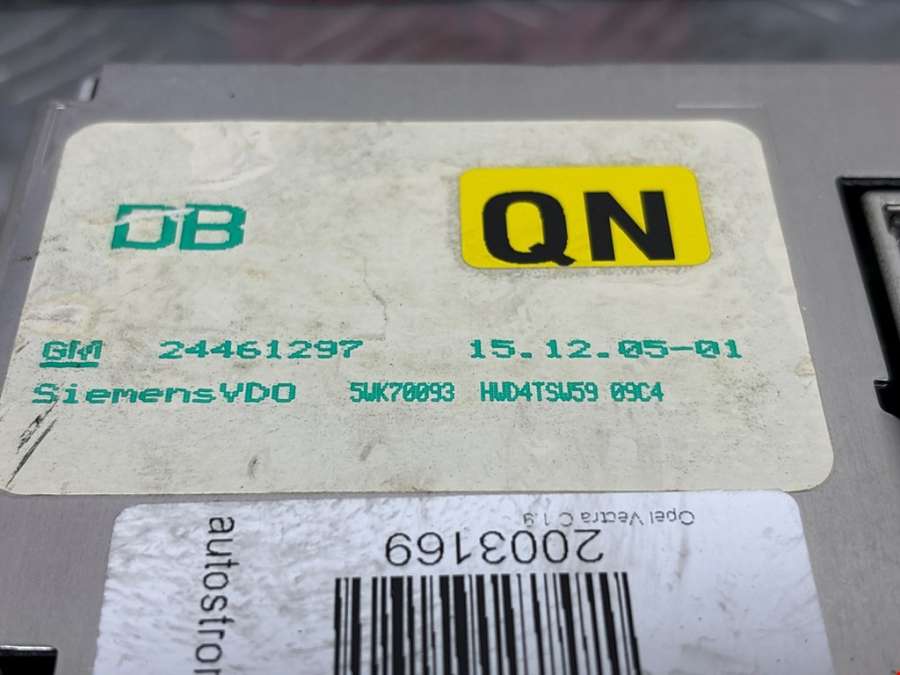 DB
QN
GM 24461297 15.12.05-01
SiemensVDO 5WK70093 HWD4TSW59 09C4
Opel Vectra C 1.9
2003169
autostron